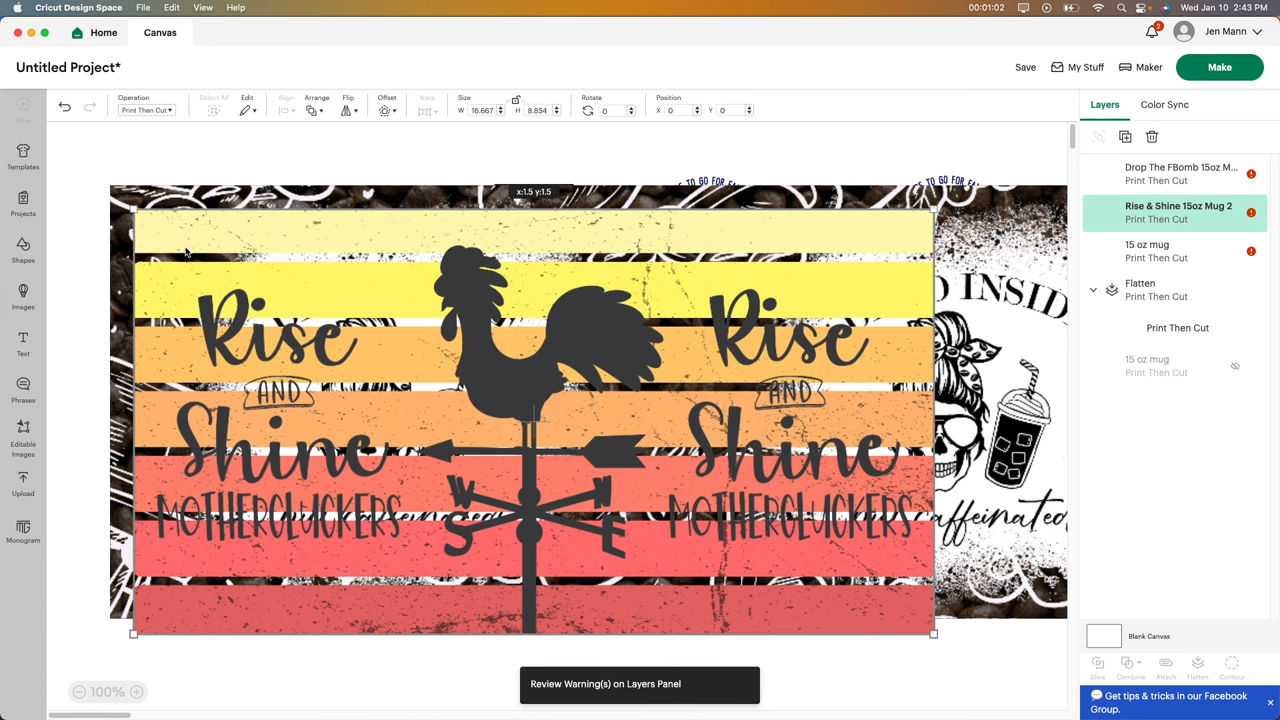 Cricut Design Space File Edit View Help 00:01:02 Wed Jan 10 2:43 PM
Home Canvas 2 Jen Mann
Untitled Project* Save My Stuff Maker Make
Operation Select All Edit Align Arrange Flip Offset Warp Size Rotate Position
Print Then Cut W 16.667 H 8.854 0 X 0 Y 0
Layers Color Sync
Templates
Projects
Shapes
Images
Text
Phrases
Editable
Images
Upload
Monogram
x:1.5 y:1.5
Rise Rise
AND AND
Shine Shine
MOTHERCLUCKERS MOTHERCLUCKERS
W N
S E
D INSID
affeinated
Drop The FBomb 15oz M...
Print Then Cut
Rise & Shine 15oz Mug 2
Print Then Cut
15 oz mug
Print Then Cut
Flatten
Print Then Cut
Print Then Cut
15 oz mug
Print Then Cut
Blank Canvas
Slice Combine Attach Flatten Contour
100%
Review Warning(s) on Layers Panel
Get tips & tricks in our Facebook
Group.